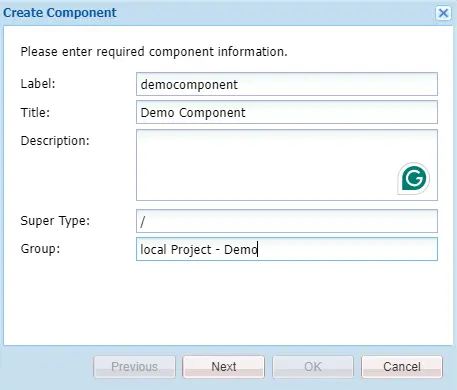 Create Component
Please enter required component information.
Label: democomponent
Title: Demo Component
Description:
G
Super Type: /
Group: local Project - Demo
Previous Next OK Cancel